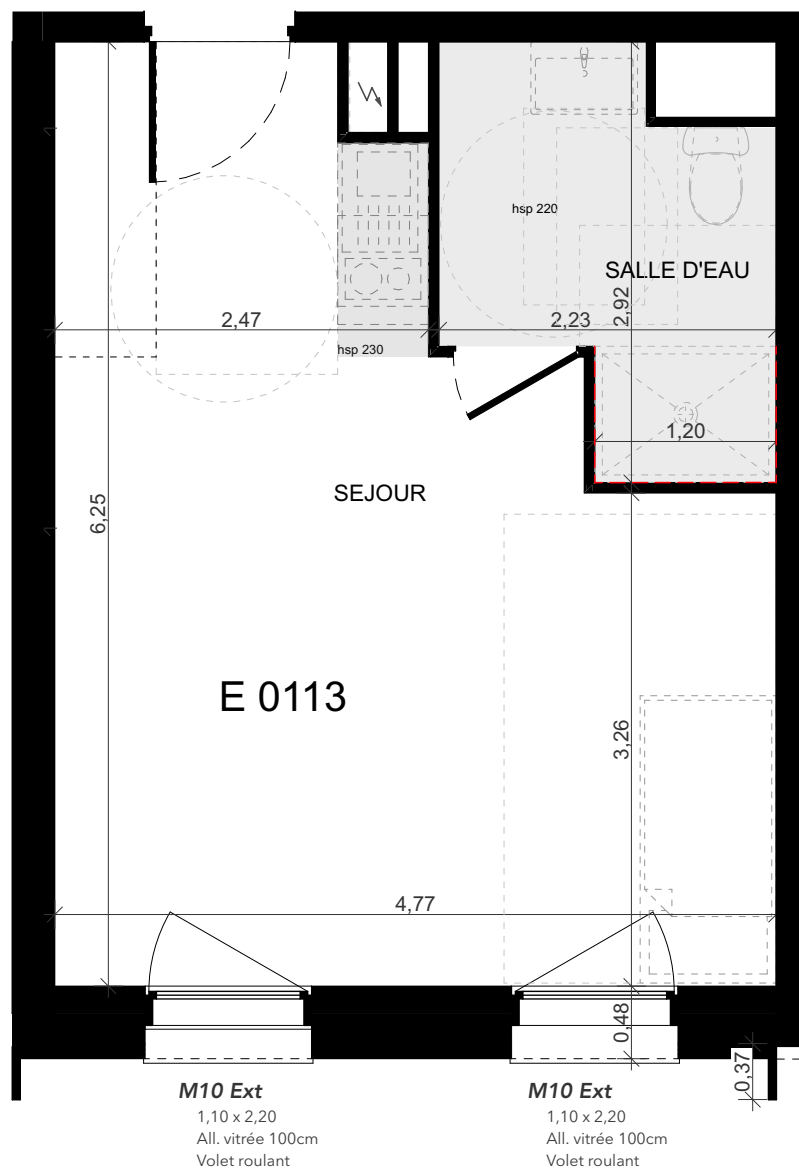 hsp 220
SALLE D'EAU
2,92
2,47
2,23
hsp 230
1,20
SEJOUR
6,25
E 0113
3,26
4,77
0,48
0,37
M10 Ext
1,10 x 2,20
All. vitrée 100cm
Volet roulant
M10 Ext
1,10 x 2,20
All. vitrée 100cm
Volet roulant